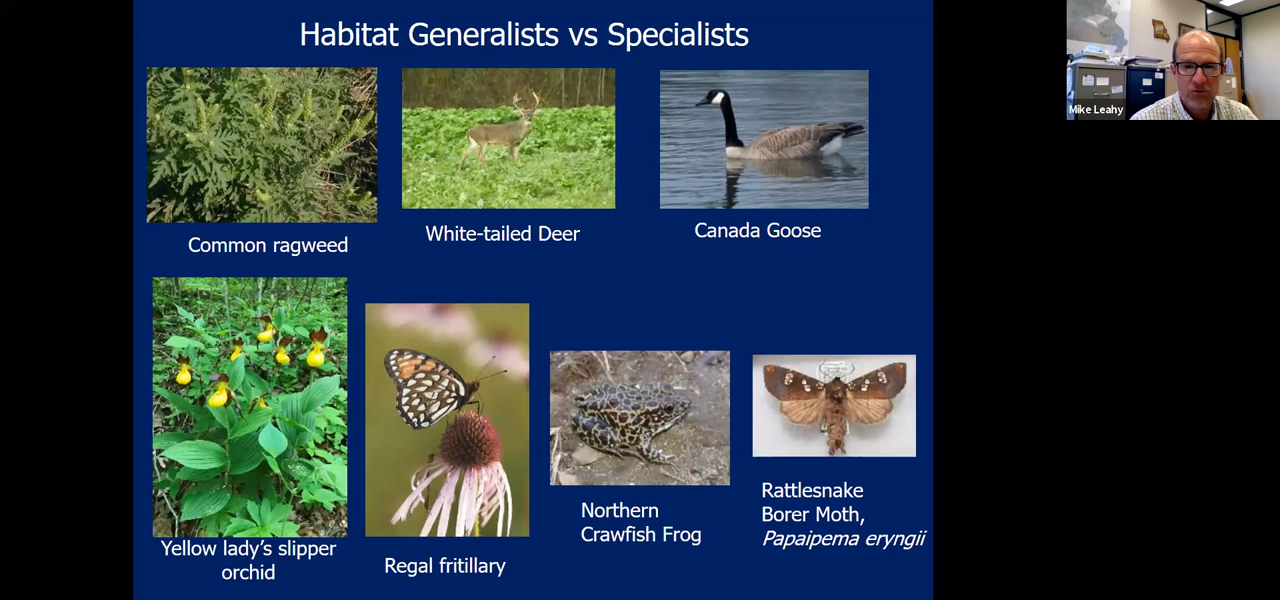 Habitat Generalists vs Specialists
Mike Leahy
Common ragweed
White-tailed Deer
Canada Goose
Yellow lady's slipper
orchid
Regal fritillary
Northern
Crawfish Frog
Rattlesnake
Borer Moth,
Papaipema eryngii